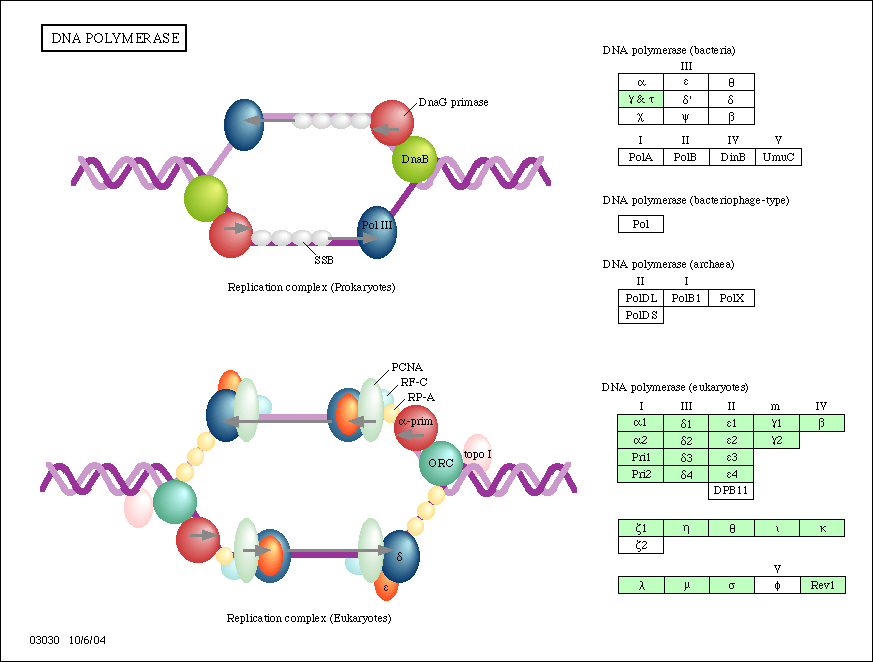 DNA POLYMERASE
DnaG primase
DnaB
Pol III
SSB
Replication complex (Prokaryotes)
PCNA
RF-C
RP-A
α-prim
ORC
topo I
δ
ε
Replication complex (Eukaryotes)
03030 10/6/04
DNA polymerase (bacteria)
III
α ε θ
γ & τ δ' δ
χ ψ β
I II IV V
PolA PolB DinB UmuC
DNA polymerase (bacteriophage-type)
Pol
DNA polymerase (archaea)
II I
PolDL PolB1 PolX
PolDS
DNA polymerase (eukaryotes)
I III II m IV
α1 δ1 ε1 γ1 β
α2 δ2 ε2 γ2
Pri1 δ3 ε3
Pri2 δ4 ε4
DPB11
ζ1 η θ ι κ
ζ2
V
λ μ σ ϕ Rev1